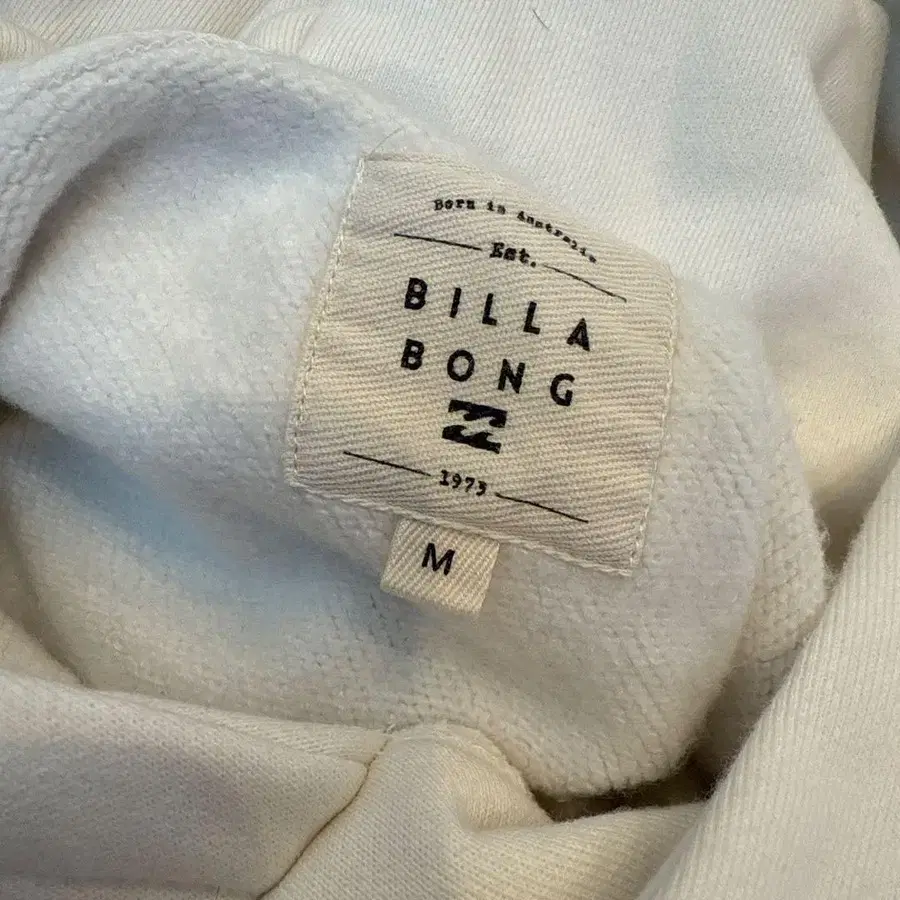 Born in Australia
Est.
BILLA
BONG
1973
M